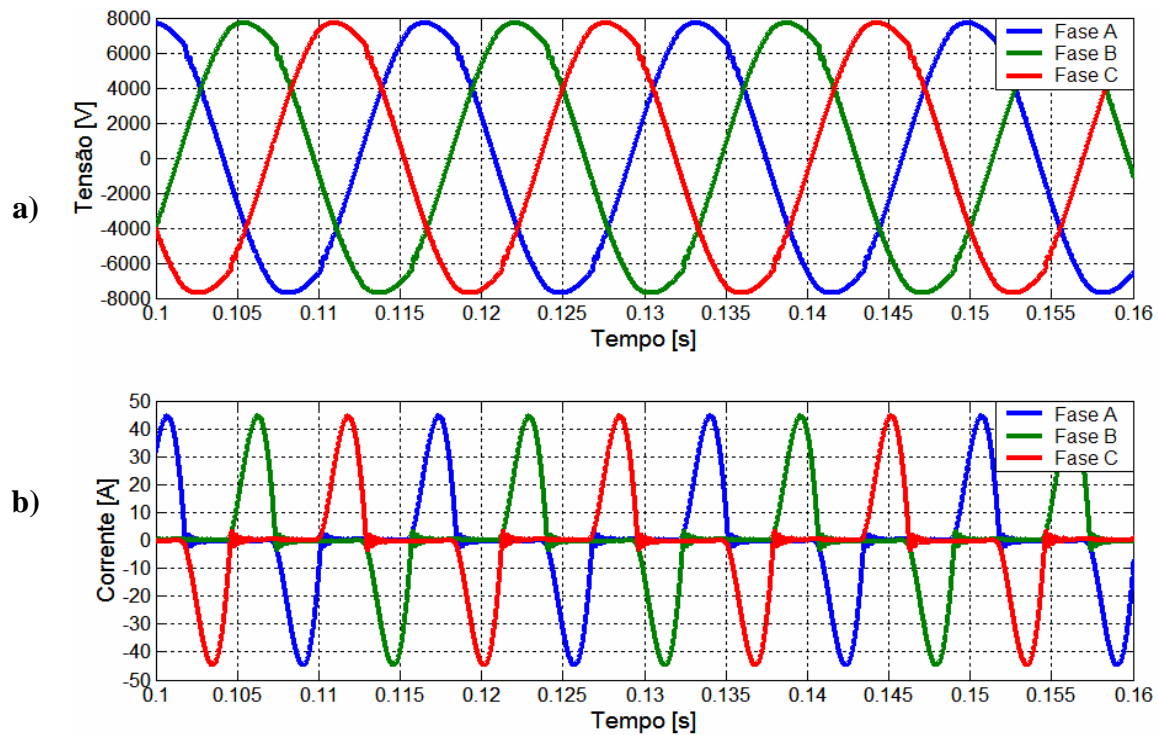 a)
Tensão [V]
8000
6000
4000
2000
0
-2000
-4000
-6000
-8000
Fase A
Fase B
Fase C
0.1 0.105 0.11 0.115 0.12 0.125 0.13 0.135 0.14 0.145 0.15 0.155 0.16
Tempo [s]
b)
Corrente [A]
50
40
30
20
10
0
-10
-20
-30
-40
-50
Fase A
Fase B
Fase C
0.1 0.105 0.11 0.115 0.12 0.125 0.13 0.135 0.14 0.145 0.15 0.155 0.16
Tempo [s]